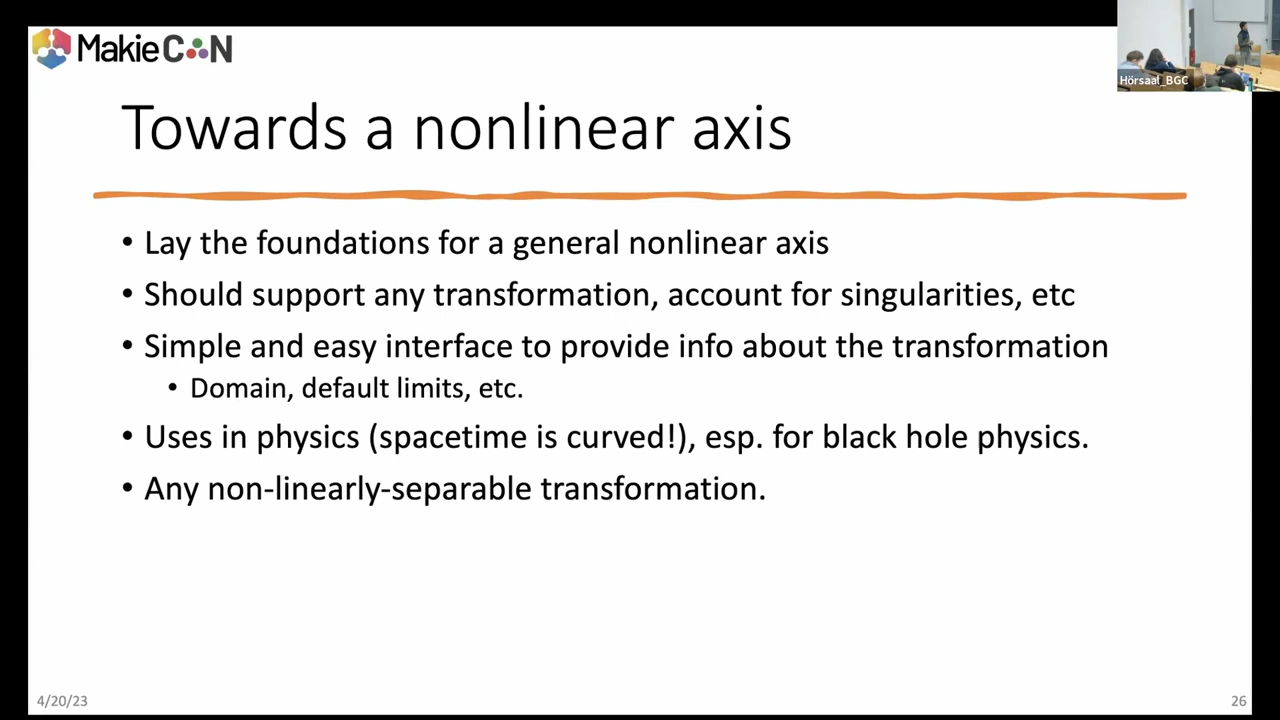 MakieCON
Hörsaal_BGC
Towards a nonlinear axis
• Lay the foundations for a general nonlinear axis
• Should support any transformation, account for singularities, etc
• Simple and easy interface to provide info about the transformation
• Domain, default limits, etc.
• Uses in physics (spacetime is curved!), esp. for black hole physics.
• Any non-linearly-separable transformation.
4/20/23
26